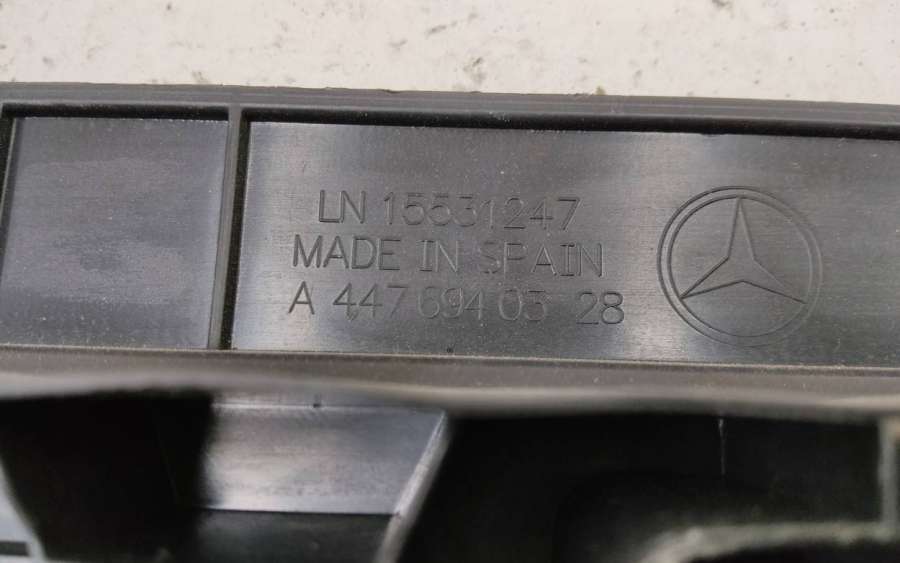 LN 15531247
MADE IN SPAIN
A 447 694 03 28